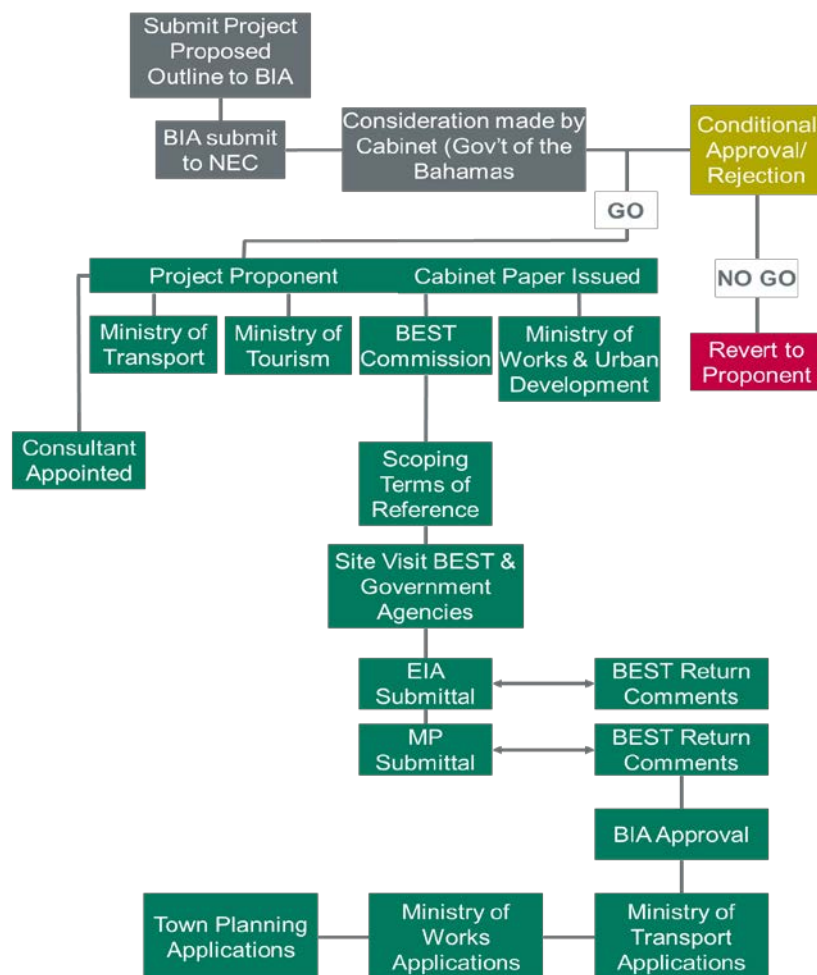 Submit Project
Proposed
Outline to BIA
BIA submit
to NEC
Consideration made by
Cabinet (Gov't of the
Bahamas
Conditional
Approval/
Rejection
GO
NO GO
Revert to
Proponent
Project Proponent
Cabinet Paper Issued
Ministry of
Transport
Ministry of
Tourism
BEST
Commission
Ministry of
Works & Urban
Development
Consultant
Appointed
Scoping
Terms of
Reference
Site Visit BEST &
Government
Agencies
EIA
Submittal
BEST Return
Comments
MP
Submittal
BEST Return
Comments
BIA Approval
Town Planning
Applications
Ministry of
Works
Applications
Ministry of
Transport Applications